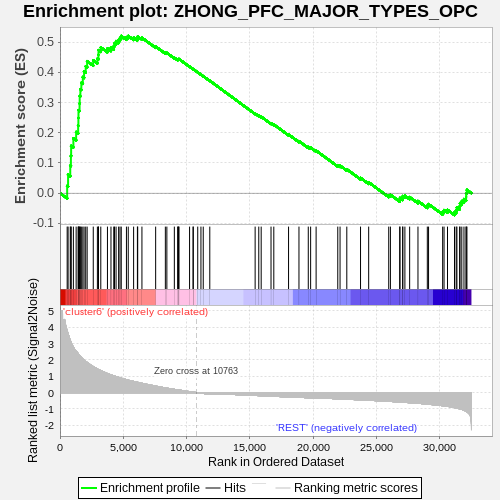 Enrichment plot: ZHONG_PFC_MAJOR_TYPES_OPC
Enrichment score (ES)
0.5
0.4
0.3
0.2
0.1
0.0
-0.1
Ranked list metric (Signal2Noise)
5
4
3
2
1
0
-1
-2
'cluster6' (positively correlated)
Zero cross at 10763
'REST' (negatively correlated)
0
5,000
10,000
15,000
20,000
25,000
30,000
Rank in Ordered Dataset
Enrichment profile
Hits
Ranking metric scores